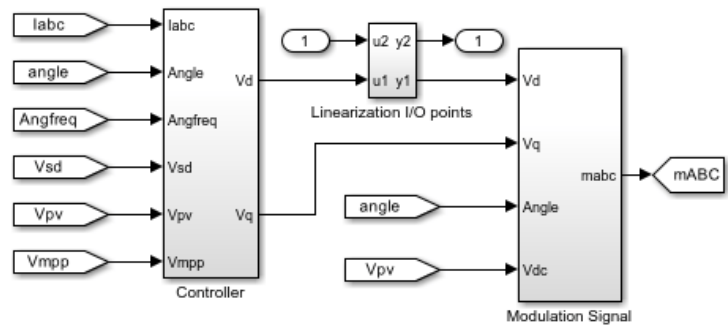 Iabc
angle
Angfreq
Vsd
Vpv
Vmpp
Iabc
Angle
Angfreq
Vsd
Vpv
Vmpp
Vd
Vq
Controller
1
u2 y2
u1 y1
1
Linearization I/O points
angle
Vpv
Vd
Vq
Angle
Vdc
mabc
Modulation Signal
mABC